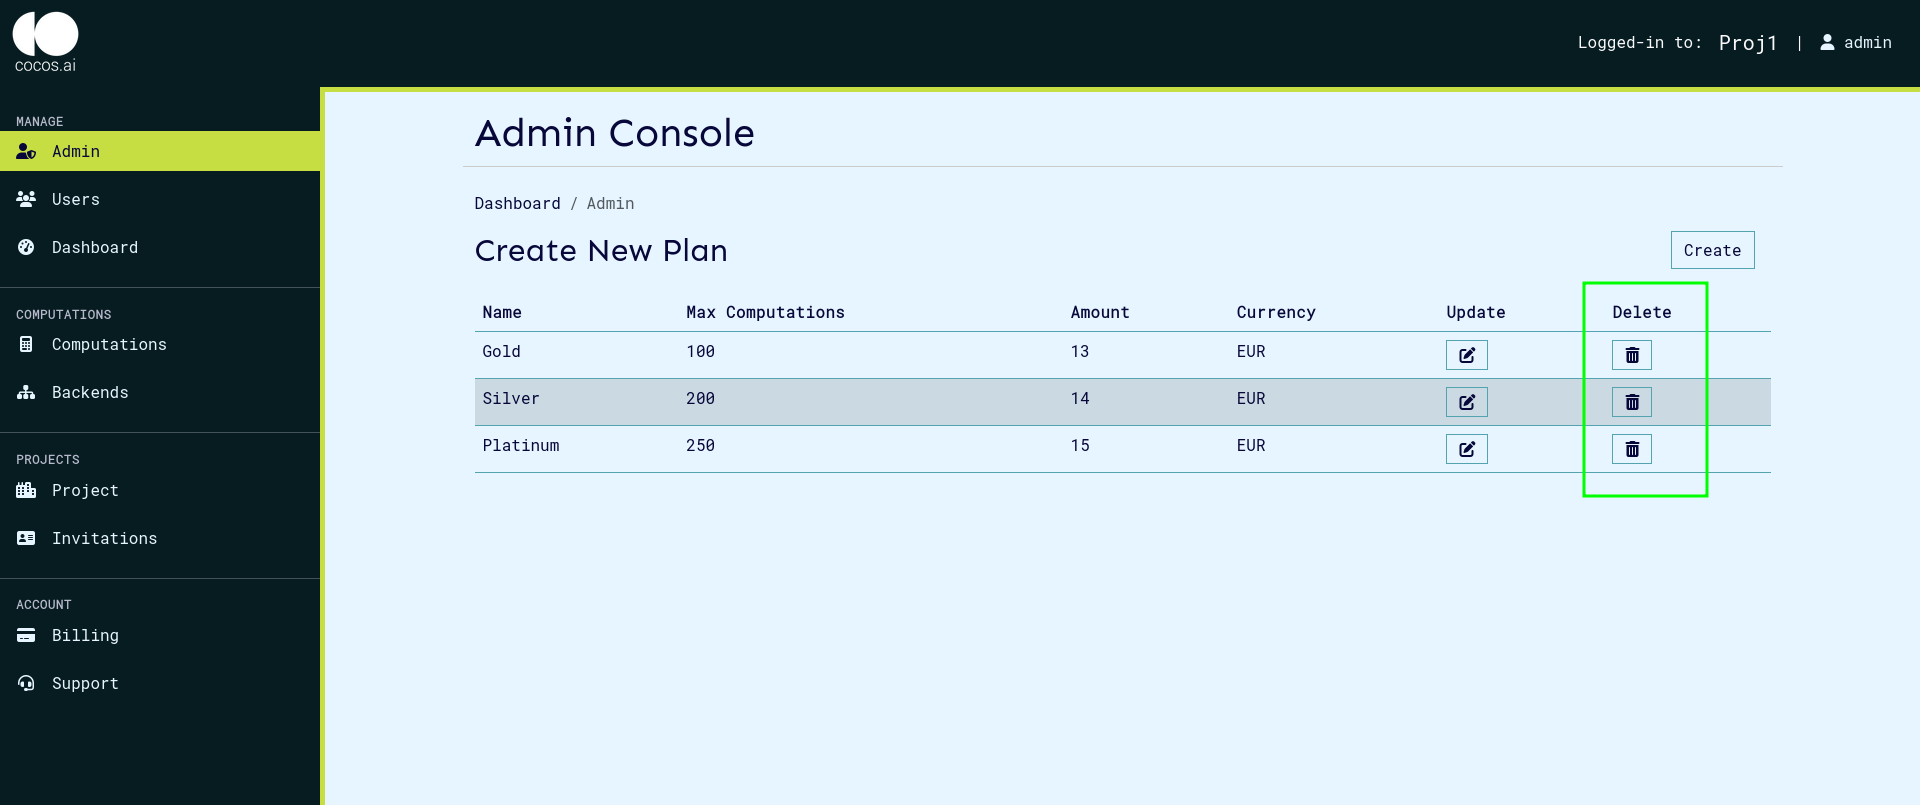 cocos.ai
Logged-in to: Proj1 | admin
MANAGE
Admin
Users
Dashboard
COMPUTATIONS
Computations
Backends
PROJECTS
Project
Invitations
ACCOUNT
Billing
Support
Admin Console
Dashboard / Admin
Create New Plan
Create
Name Max Computations Amount Currency Update Delete
Gold 100 13 EUR
Silver 200 14 EUR
Platinum 250 15 EUR